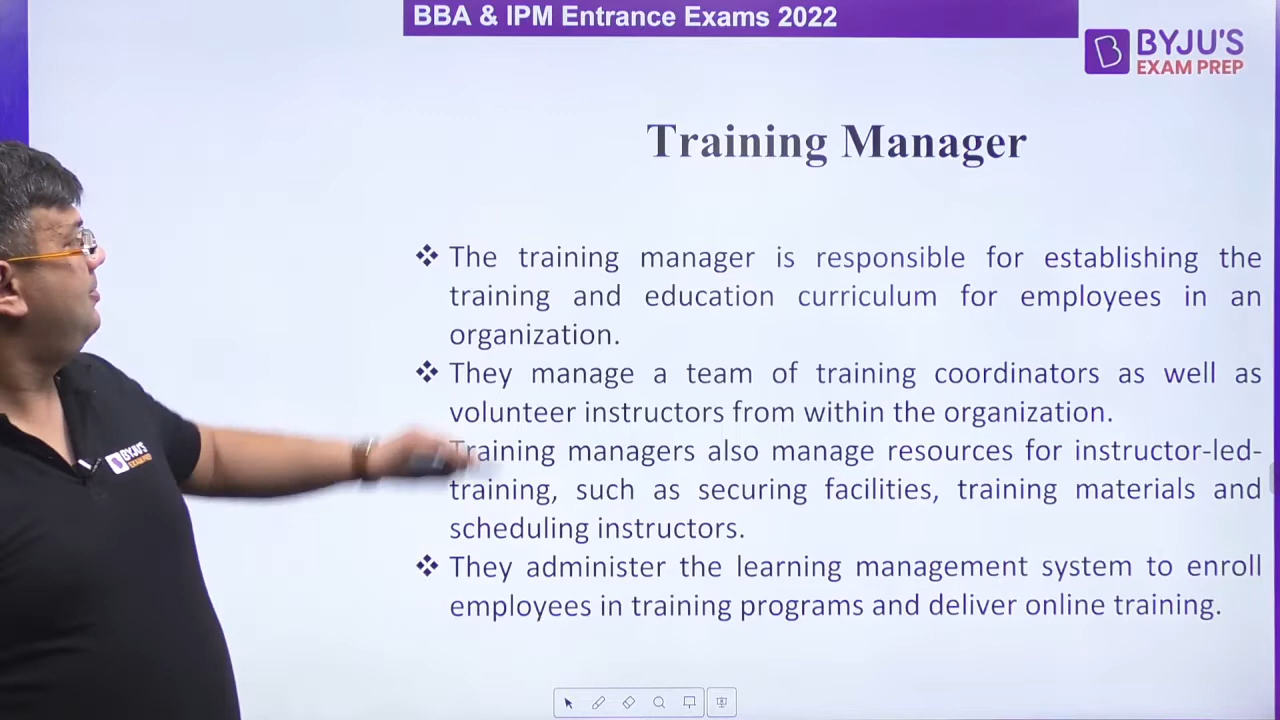 BBA & IPM Entrance Exams 2022
BYJU'S
EXAM PREP
Training Manager
❖ The training manager is responsible for establishing the
training and education curriculum for employees in an
organization.
❖ They manage a team of training coordinators as well as
volunteer instructors from within the organization.
Training managers also manage resources for instructor-led-
training, such as securing facilities, training materials and
scheduling instructors.
❖ They administer the learning management system to enroll
employees in training programs and deliver online training.
BYJU'S
EXAM PREP